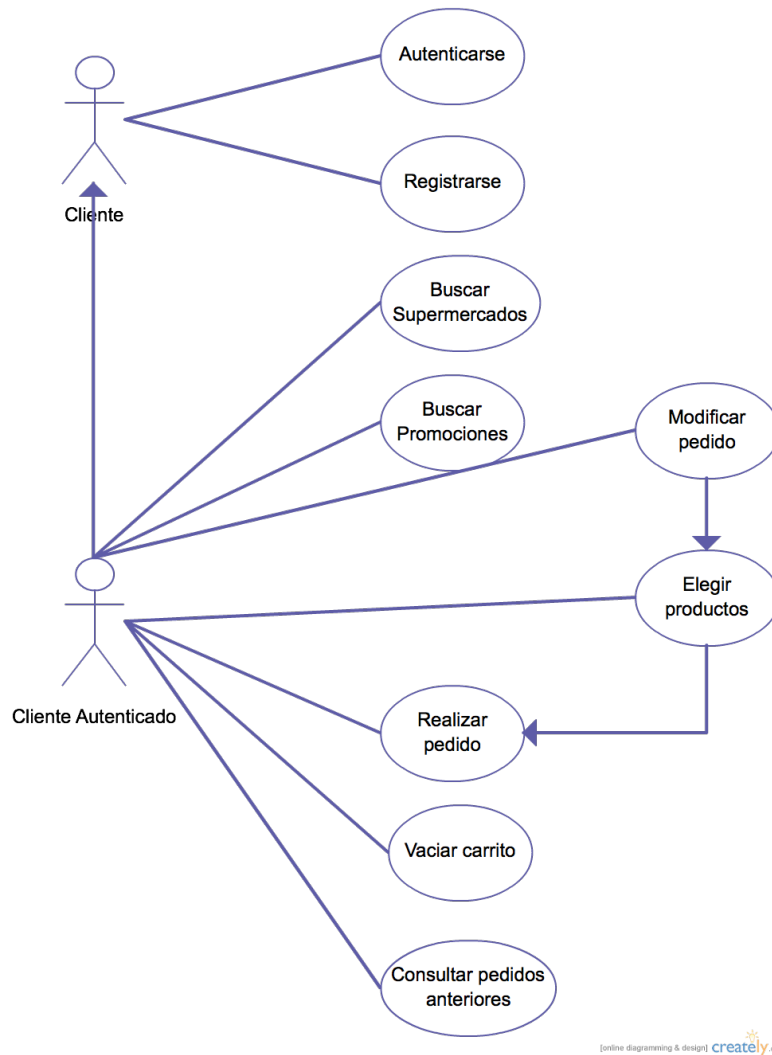 Autenticarse
Cliente
Registrarse
Buscar
Supermercados
Buscar
Promociones
Modificar
pedido
Elegir
productos
Cliente Autenticado
Realizar
pedido
Vaciar carrito
Consultar pedidos
anteriores
[online diagramming & design] creately.